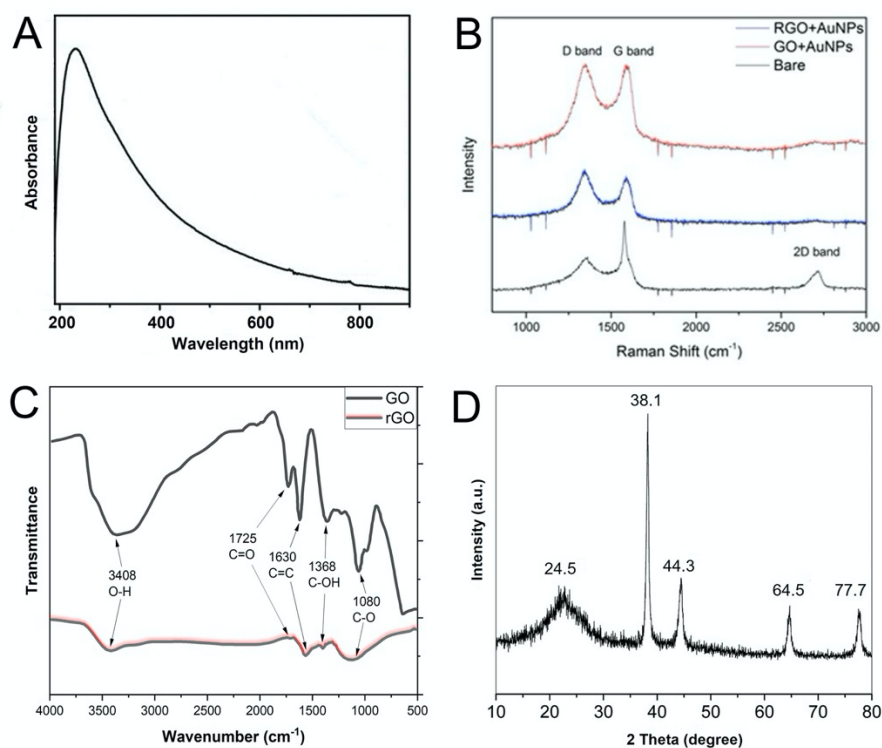 A
Absorbance
200
400
600
800
Wavelength (nm)
B
RGO+AuNPs
GO+AuNPs
Bare
D band
G band
2D band
Intensity
1000
1500
2000
2500
3000
Raman Shift (cm⁻¹)
C
GO
rGO
Transmittance
3408
O-H
1725
C=O
1630
C=C
1368
C-OH
1080
C-O
4000
3500
2500
1500
1000
500
Wavenumber (cm⁻¹)
D
38.1
24.5
44.3
64.5
77.7
Intensity (a.u.)
10
20
30
40
50
60
70
80
2 Theta (degree)